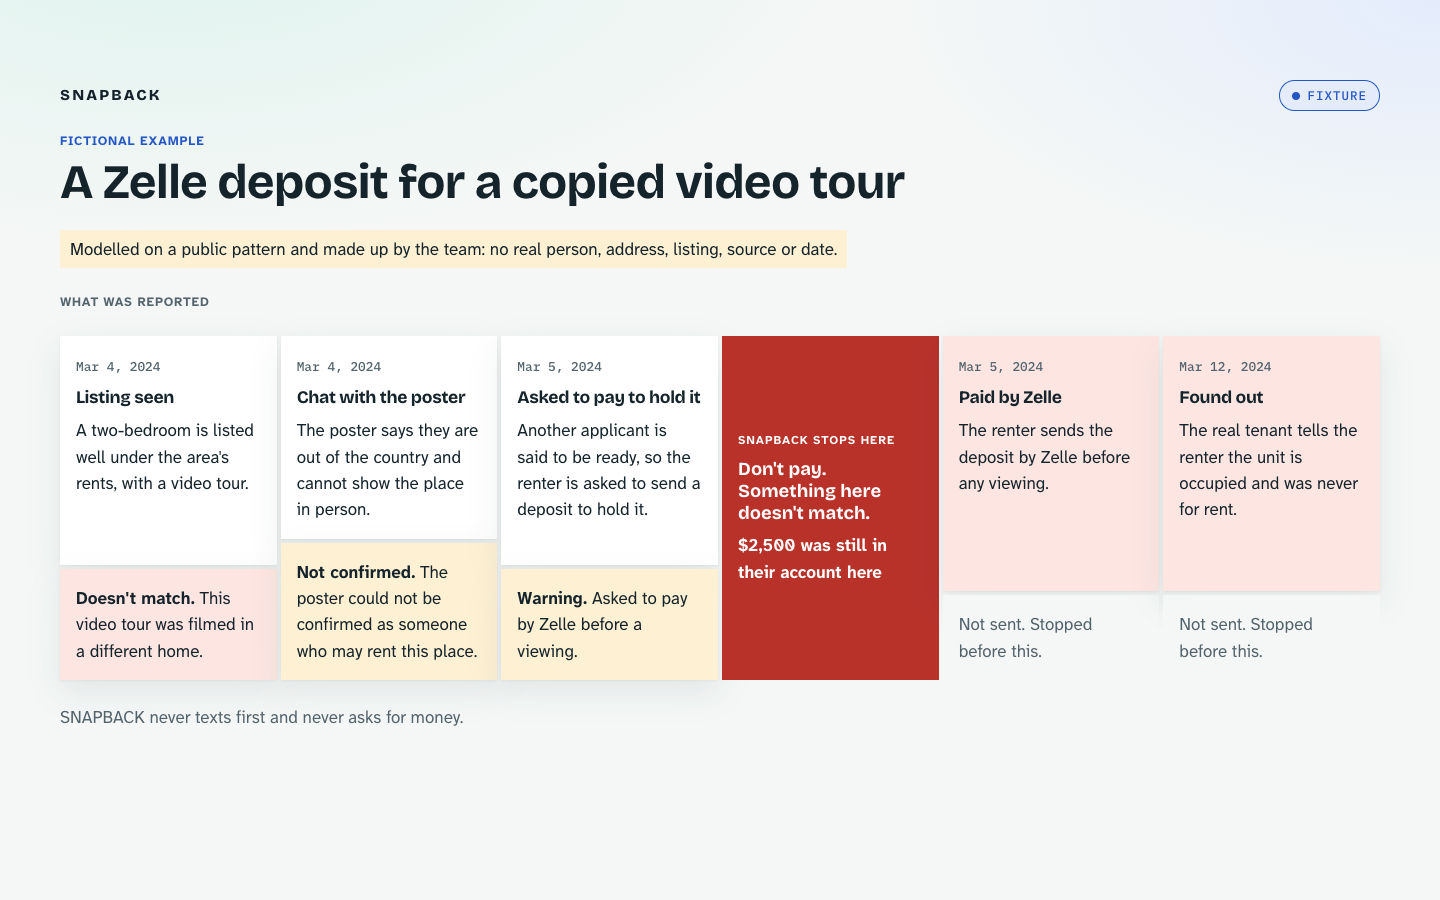 SNAPBACK
FIXTURE
FICTIONAL EXAMPLE
A Zelle deposit for a copied video tour
Modelled on a public pattern and made up by the team: no real person, address, listing, source or date.
WHAT WAS REPORTED
Mar 4, 2024
Listing seen
A two-bedroom is listed
well under the area's
rents, with a video tour.
Doesn't match. This
video tour was filmed in
a different home.
Mar 4, 2024
Chat with the poster
The poster says they are
out of the country and
cannot show the place
in person.
Not confirmed. The
poster could not be
confirmed as someone
who may rent this place.
Mar 5, 2024
Asked to pay to hold it
Another applicant is
said to be ready, so the
renter is asked to send a
deposit to hold it.
Warning. Asked to pay
by Zelle before a
viewing.
SNAPBACK STOPS HERE
Don't pay.
Something here
doesn't match.
$2,500 was still in
their account here
Mar 5, 2024
Paid by Zelle
The renter sends the
deposit by Zelle before
any viewing.
Not sent. Stopped
before this.
Mar 12, 2024
Found out
The real tenant tells the
renter the unit is
occupied and was never
for rent.
Not sent. Stopped
before this.
SNAPBACK never texts first and never asks for money.